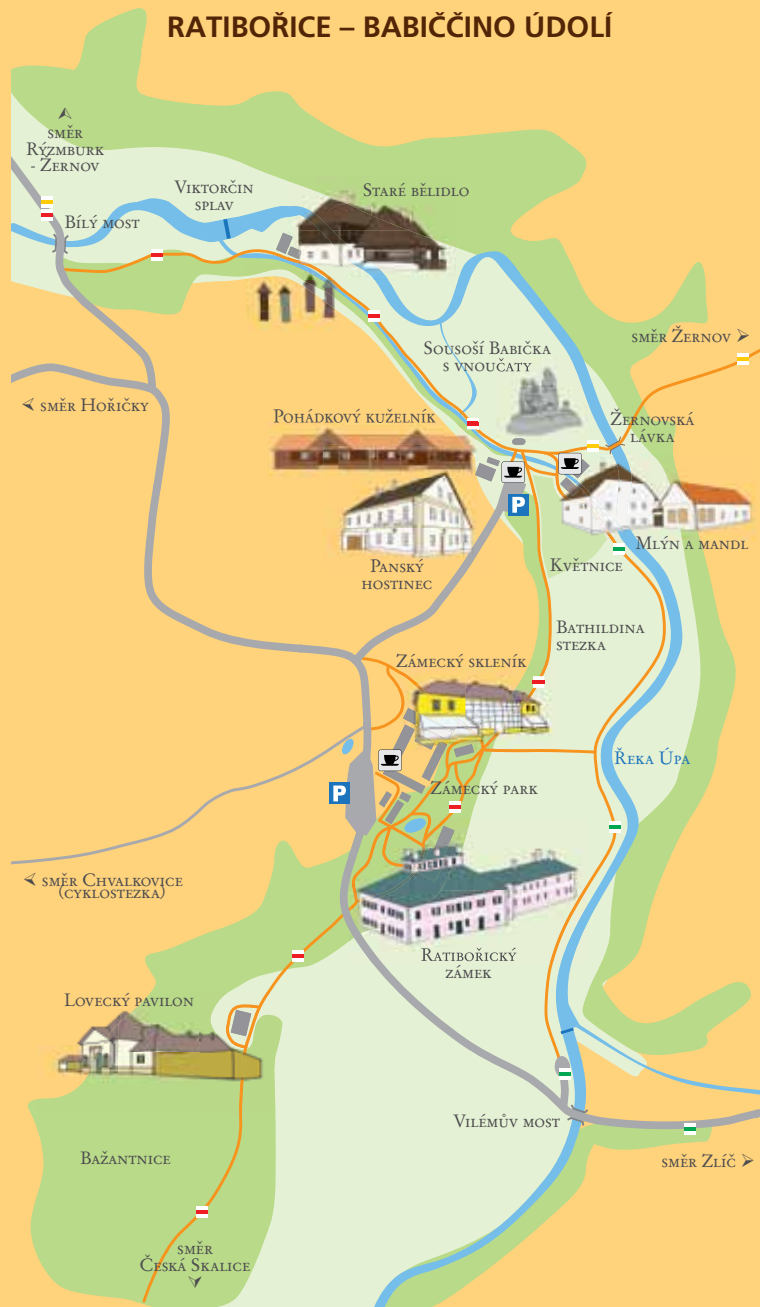 RATIBOŘICE – BABIČČINO ÚDOLÍ
směr
Rýzmburk
- Žernov
Viktorčin
splav
Staré bělidlo
Bílý most
Sousoší Babička
s vnoučaty
směr Žernov
směr Hořičky
Pohádkový kuželník
Žernovská
lávka
P
Mlýn a mandl
Panský
hostinec
Květnice
Bathildina
stezka
Zámecký skleník
Řeka Úpa
P
Zámecký park
směr Chvalkovice
(cyklostezka)
Ratibořický
zámek
Lovecký pavilon
Vilémův most
Bažantnice
směr Zlíč
směr
Česká Skalice